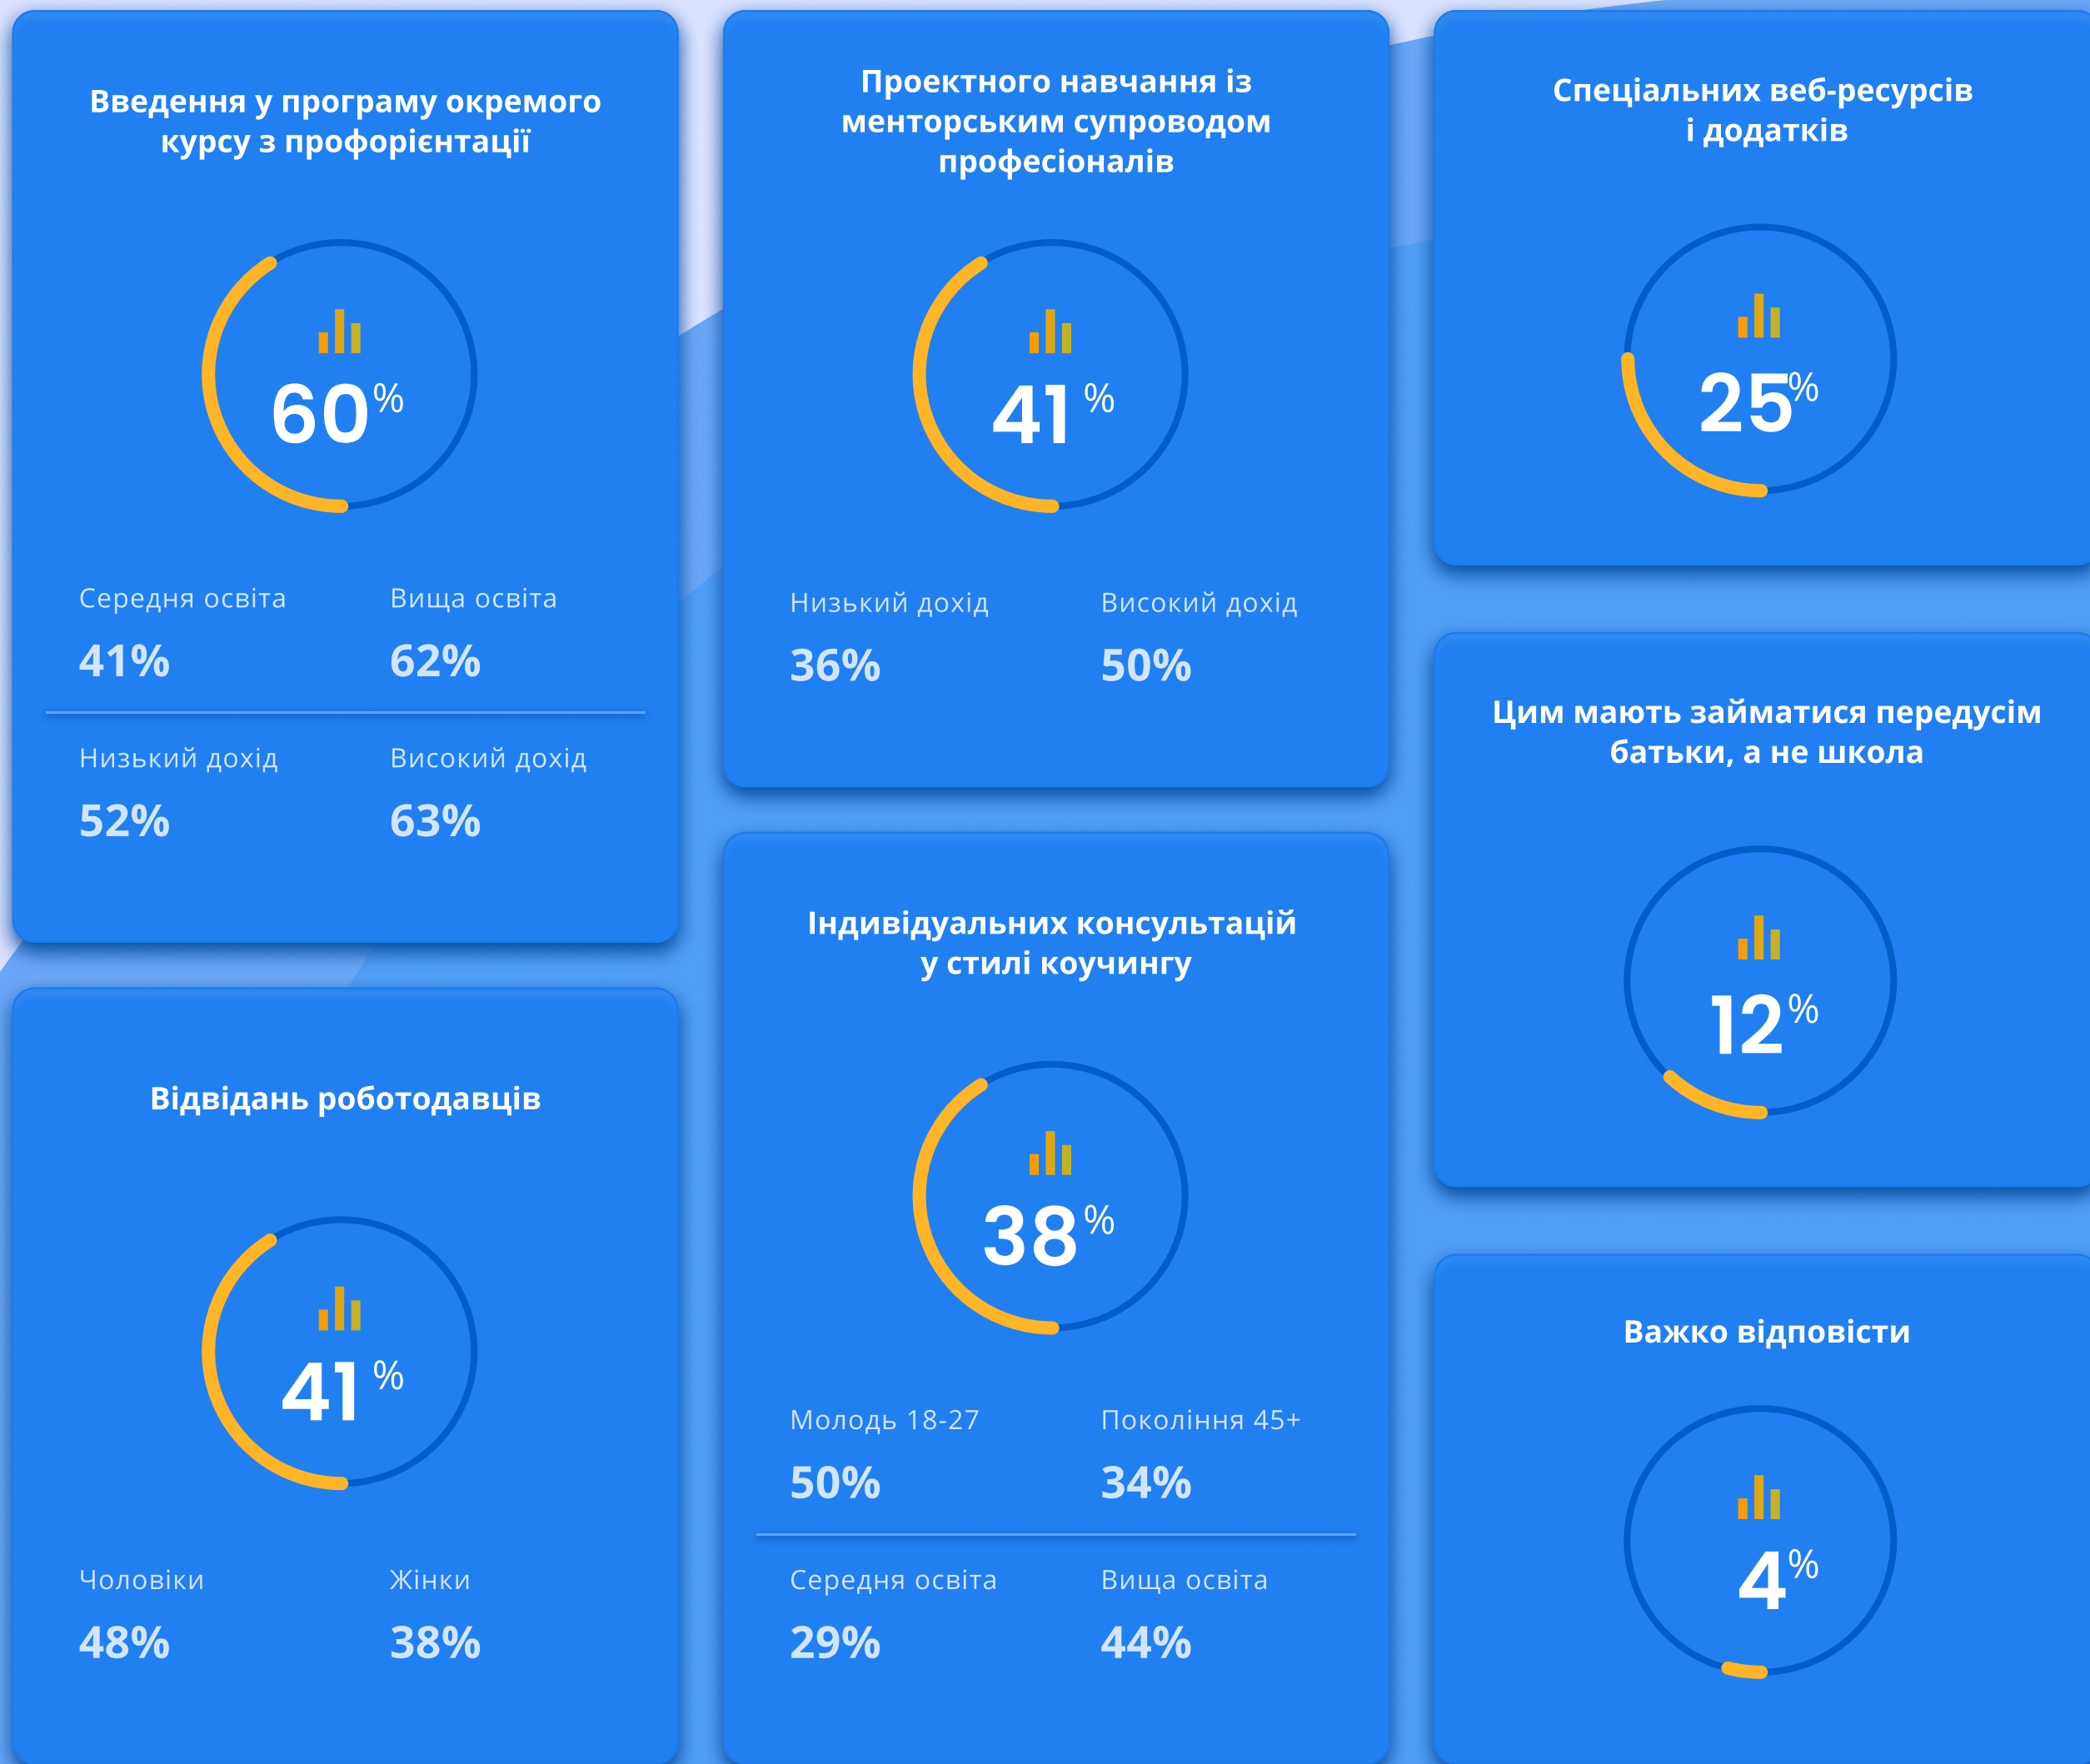 Введення у програму окремого
курсу з профорієнтації
60%
Середня освіта
41%
Вища освіта
62%
Низький дохід
52%
Високий дохід
63%
Відвідань роботодавців
41%
Чоловіки
48%
Жінки
38%
Проектного навчання із
менторським супроводом
професіоналів
41%
Низький дохід
36%
Високий дохід
50%
Індивідуальних консультацій
у стилі коучингу
38%
Молодь 18-27
50%
Покоління 45+
34%
Середня освіта
29%
Вища освіта
44%
Спеціальних веб-ресурсів
і додатків
25%
Цим мають займатися передусім
батьки, а не школа
12%
Важко відповісти
4%